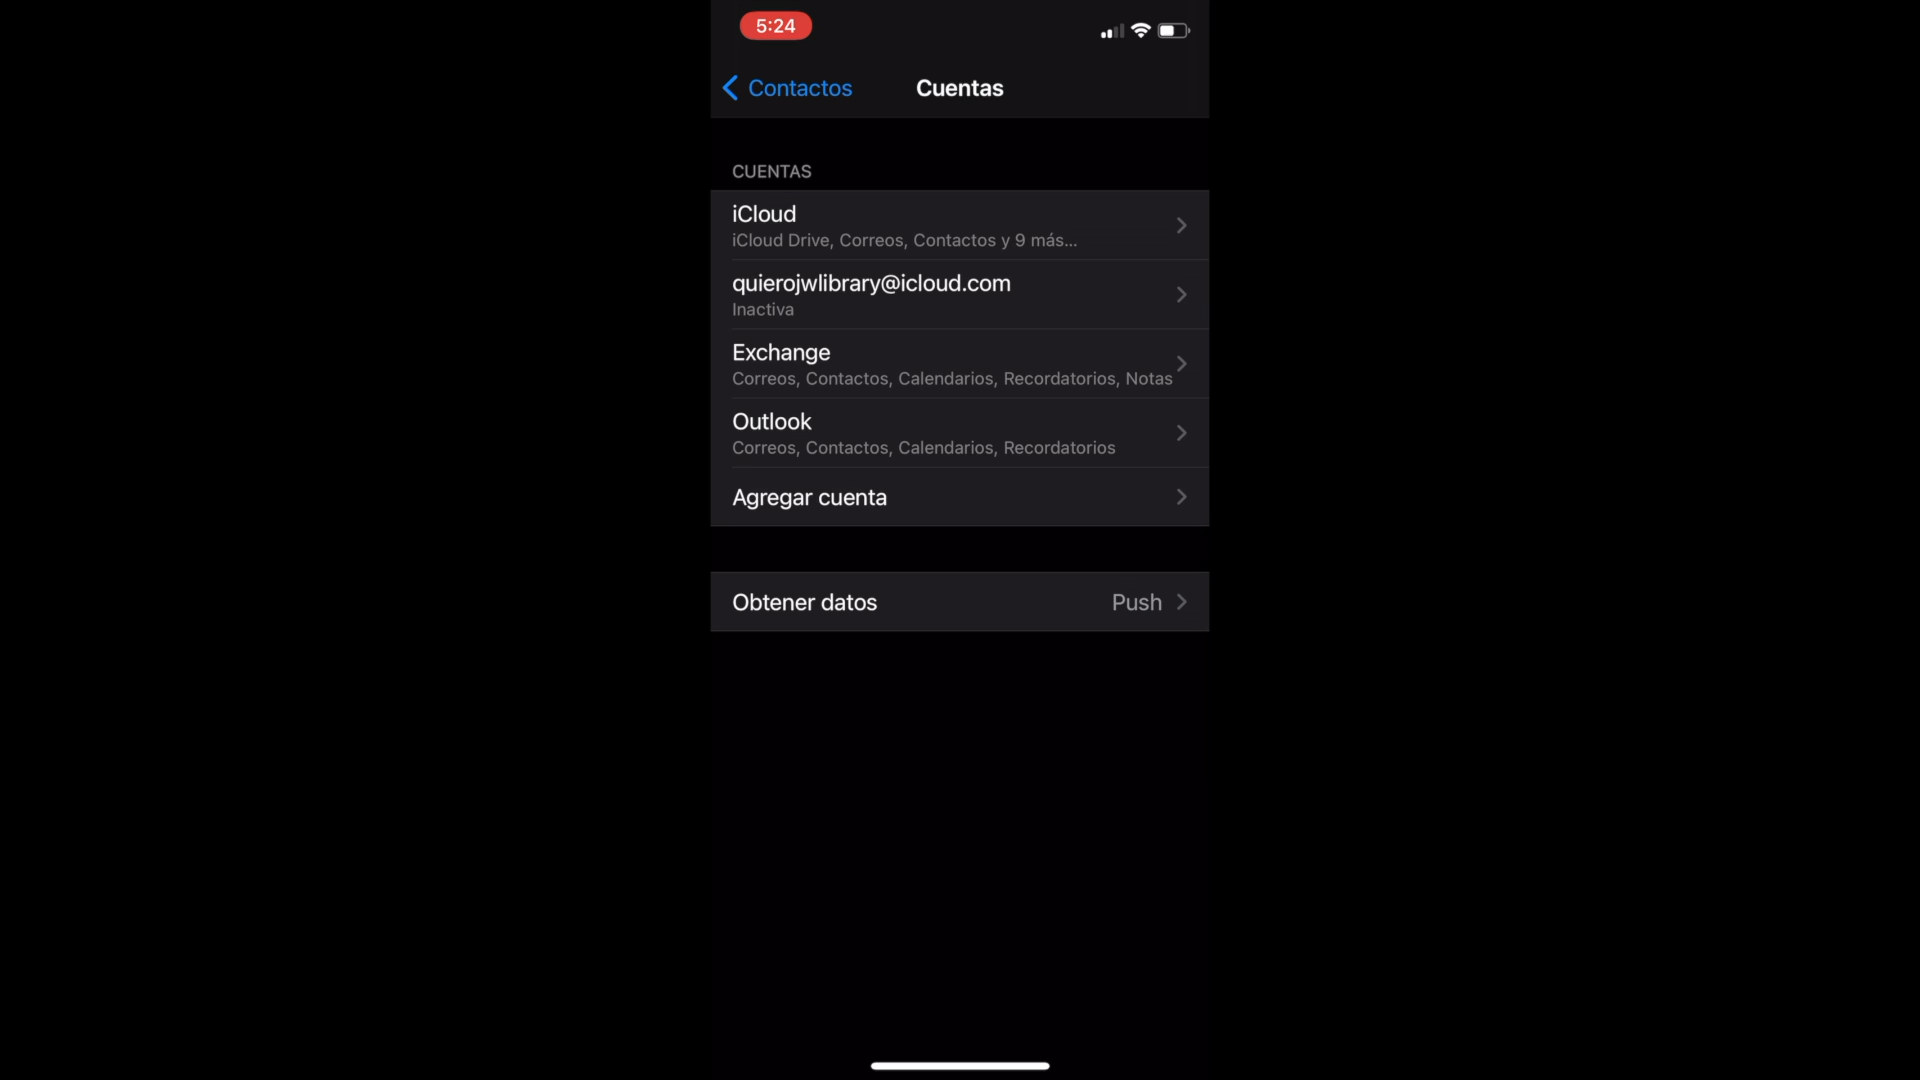 5:24
Contactos
Cuentas
CUENTAS
iCloud
iCloud Drive, Correos, Contactos y 9 más...
quierojwlibrary@icloud.com
Inactiva
Exchange
Correos, Contactos, Calendarios, Recordatorios, Notas
Outlook
Correos, Contactos, Calendarios, Recordatorios
Agregar cuenta
Obtener datos Push